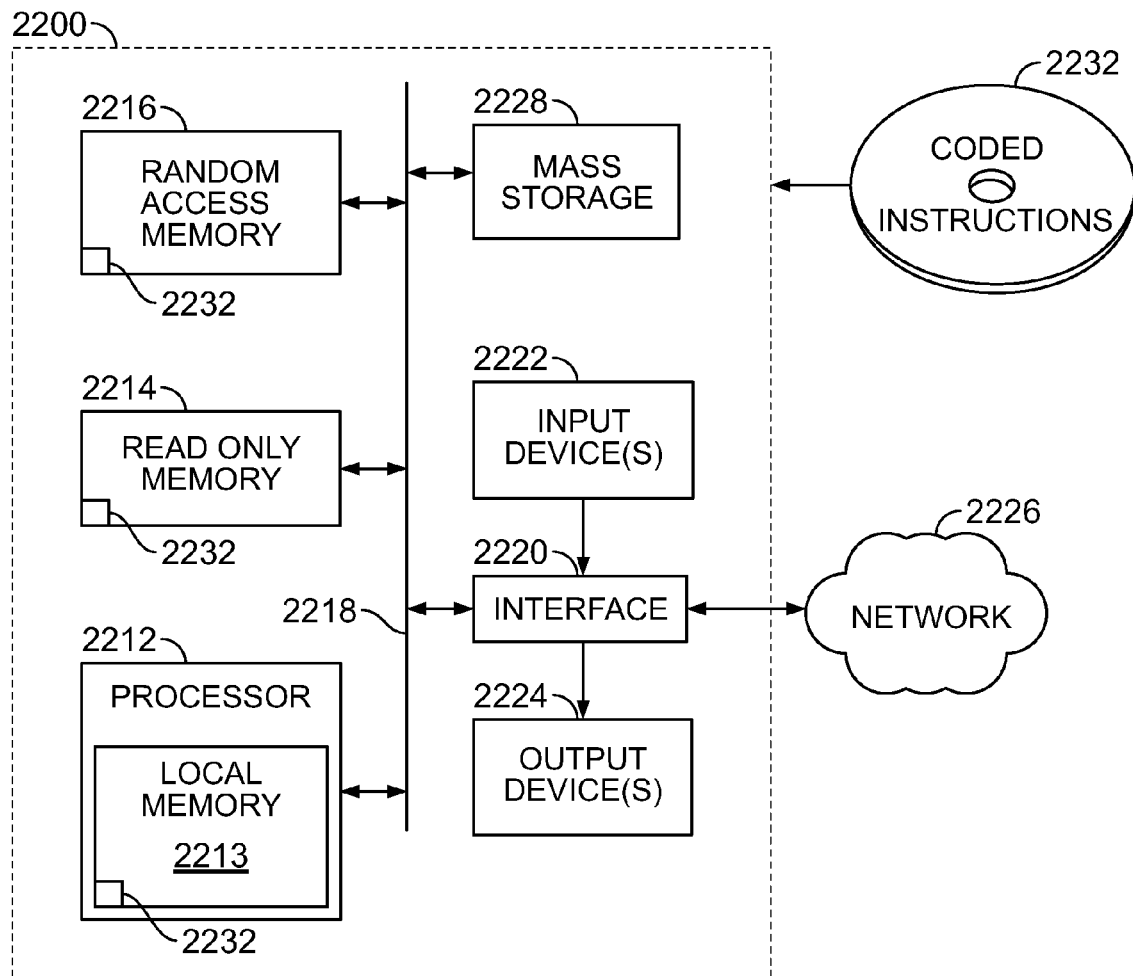 2200
2216
RANDOM
ACCESS
MEMORY
2232
2228
MASS
STORAGE
2232
CODED
INSTRUCTIONS
2214
READ ONLY
MEMORY
2232
2222
INPUT
DEVICE(S)
2220
INTERFACE
2218
2226
NETWORK
2212
PROCESSOR
LOCAL
MEMORY
2213
2232
2224
OUTPUT
DEVICE(S)